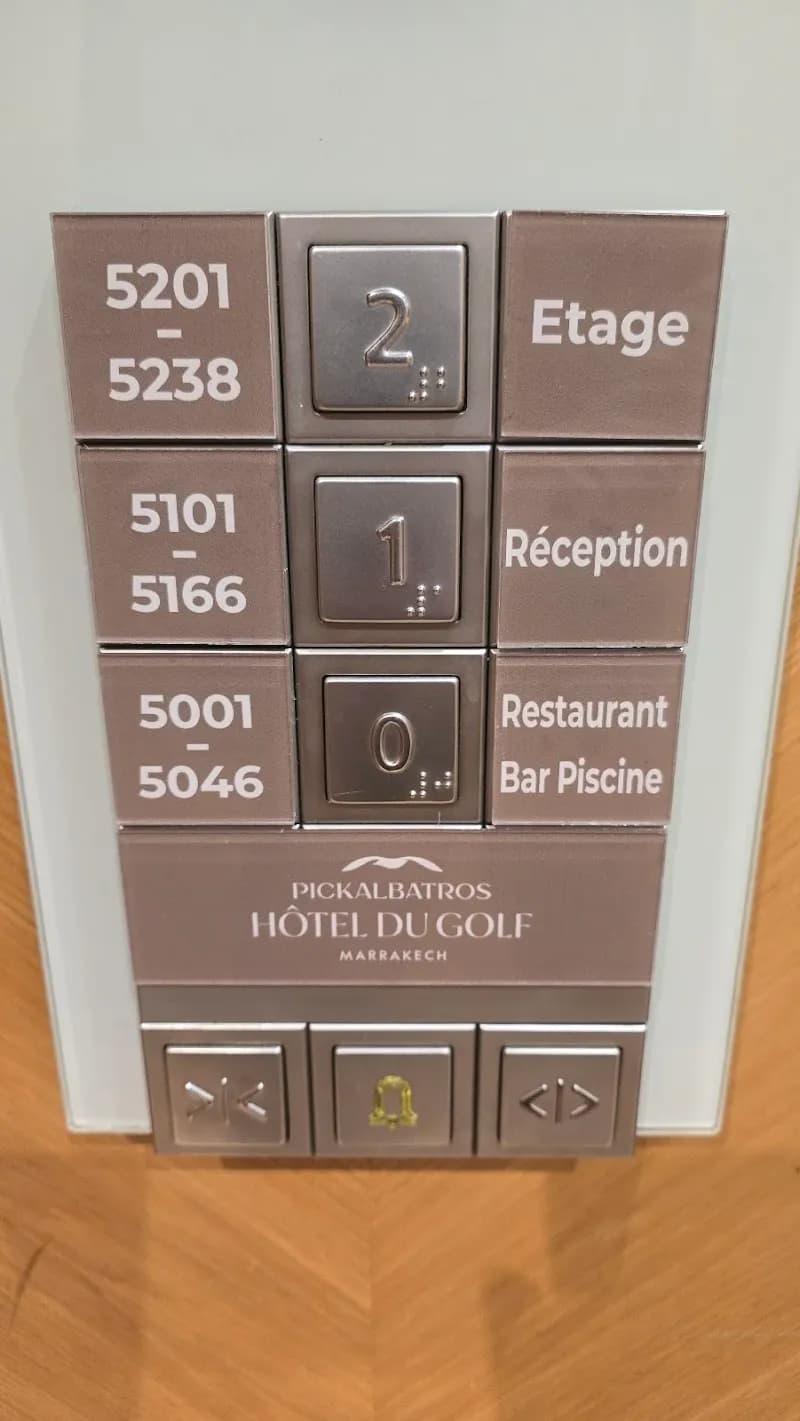 5201
–
5238
2
Etage
5101
–
5166
1
Réception
5001
–
5046
0
Restaurant
Bar Piscine
PICKALBATROS
HÔTEL DU GOLF
MARRAKECH
>|<
<|>